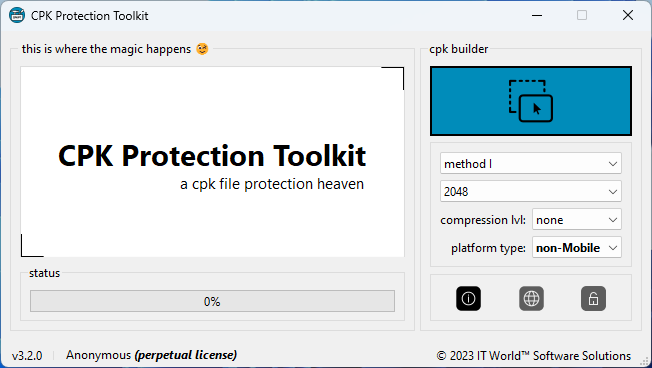 CPK Protection Toolkit
this is where the magic happens 😉
CPK Protection Toolkit
a cpk file protection heaven
status
0%
cpk builder
method I
2048
compression lvl: none
platform type: non-Mobile
v3.2.0 Anonymous (perpetual license) © 2023 IT World™ Software Solutions